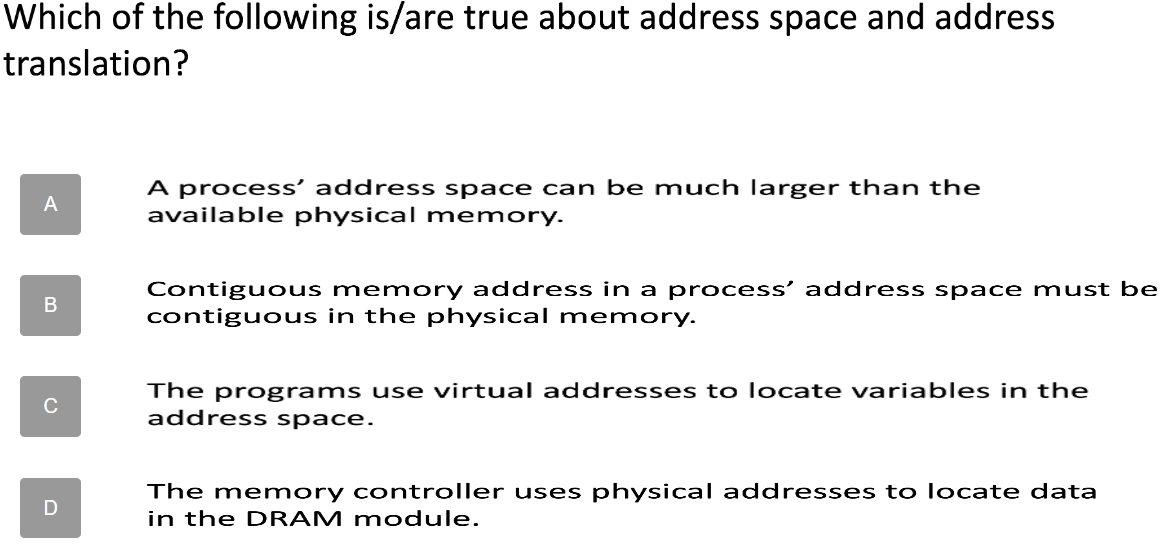 Which of the following is/are true about address space and address
translation?
A
A process’ address space can be much larger than the
available physical memory.
B
Contiguous memory address in a process’ address space must be
contiguous in the physical memory.
C
The programs use virtual addresses to locate variables in the
address space.
D
The memory controller uses physical addresses to locate data
in the DRAM module.